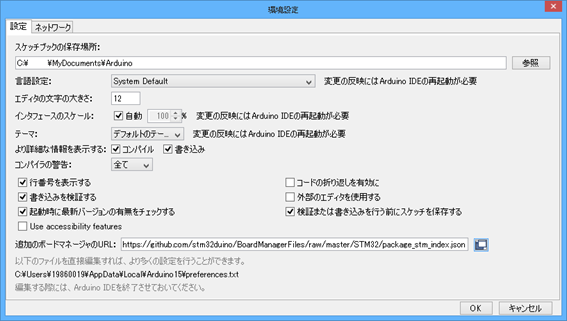 環境設定
設定 ネットワーク
スケッチブックの保存場所:
C:¥ ¥MyDocuments¥Arduino 参照
言語設定: System Default 変更の反映にはArduino IDEの再起動が必要
エディタの文字の大きさ: 12
インタフェースのスケール: 自動 100 % 変更の反映にはArduino IDEの再起動が必要
テーマ: デフォルトのテー... 変更の反映にはArduino IDEの再起動が必要
より詳細な情報を表示する: コンパイル 書き込み
コンパイラの警告: 全て
行番号を表示する コードの折り返しを有効に
書き込みを検証する 外部のエディタを使用する
起動時に最新バージョンの有無をチェックする 検証または書き込みを行う前にスケッチを保存する
Use accessibility features
追加のボードマネージャのURL: https://github.com/stm32duino/BoardManagerFiles/raw/master/STM32/package_stm_index.json
以下のファイルを直接編集すれば、より多くの設定を行うことができます。
C:¥Users¥19860019¥AppData¥Local¥Arduino15¥preferences.txt
編集する際には、Arduino IDEを終了させておいてください。
OK キャンセル